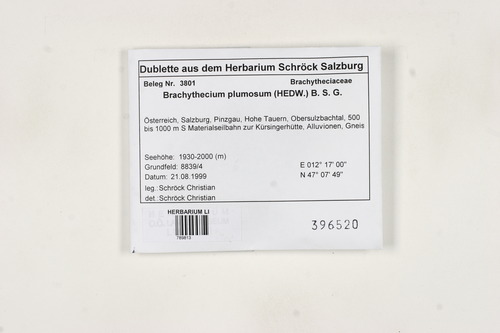 Dublette aus dem Herbarium Schröck Salzburg
Beleg Nr. 3801 Brachytheciaceae
Brachythecium plumosum (HEDW.) B. S. G.
Österreich, Salzburg, Pinzgau, Hohe Tauern, Obersulzbachtal, 500
bis 1000 m S Materialseilbahn zur Kürsingerhütte, Alluvionen, Gneis
Seehöhe: 1930-2000 (m)
Grundfeld: 8839/4 E 012° 17' 00"
Datum: 21.08.1999 N 47° 07' 49"
leg.:Schröck Christian
det.:Schröck Christian
HERBARIUM LI
769813
396520